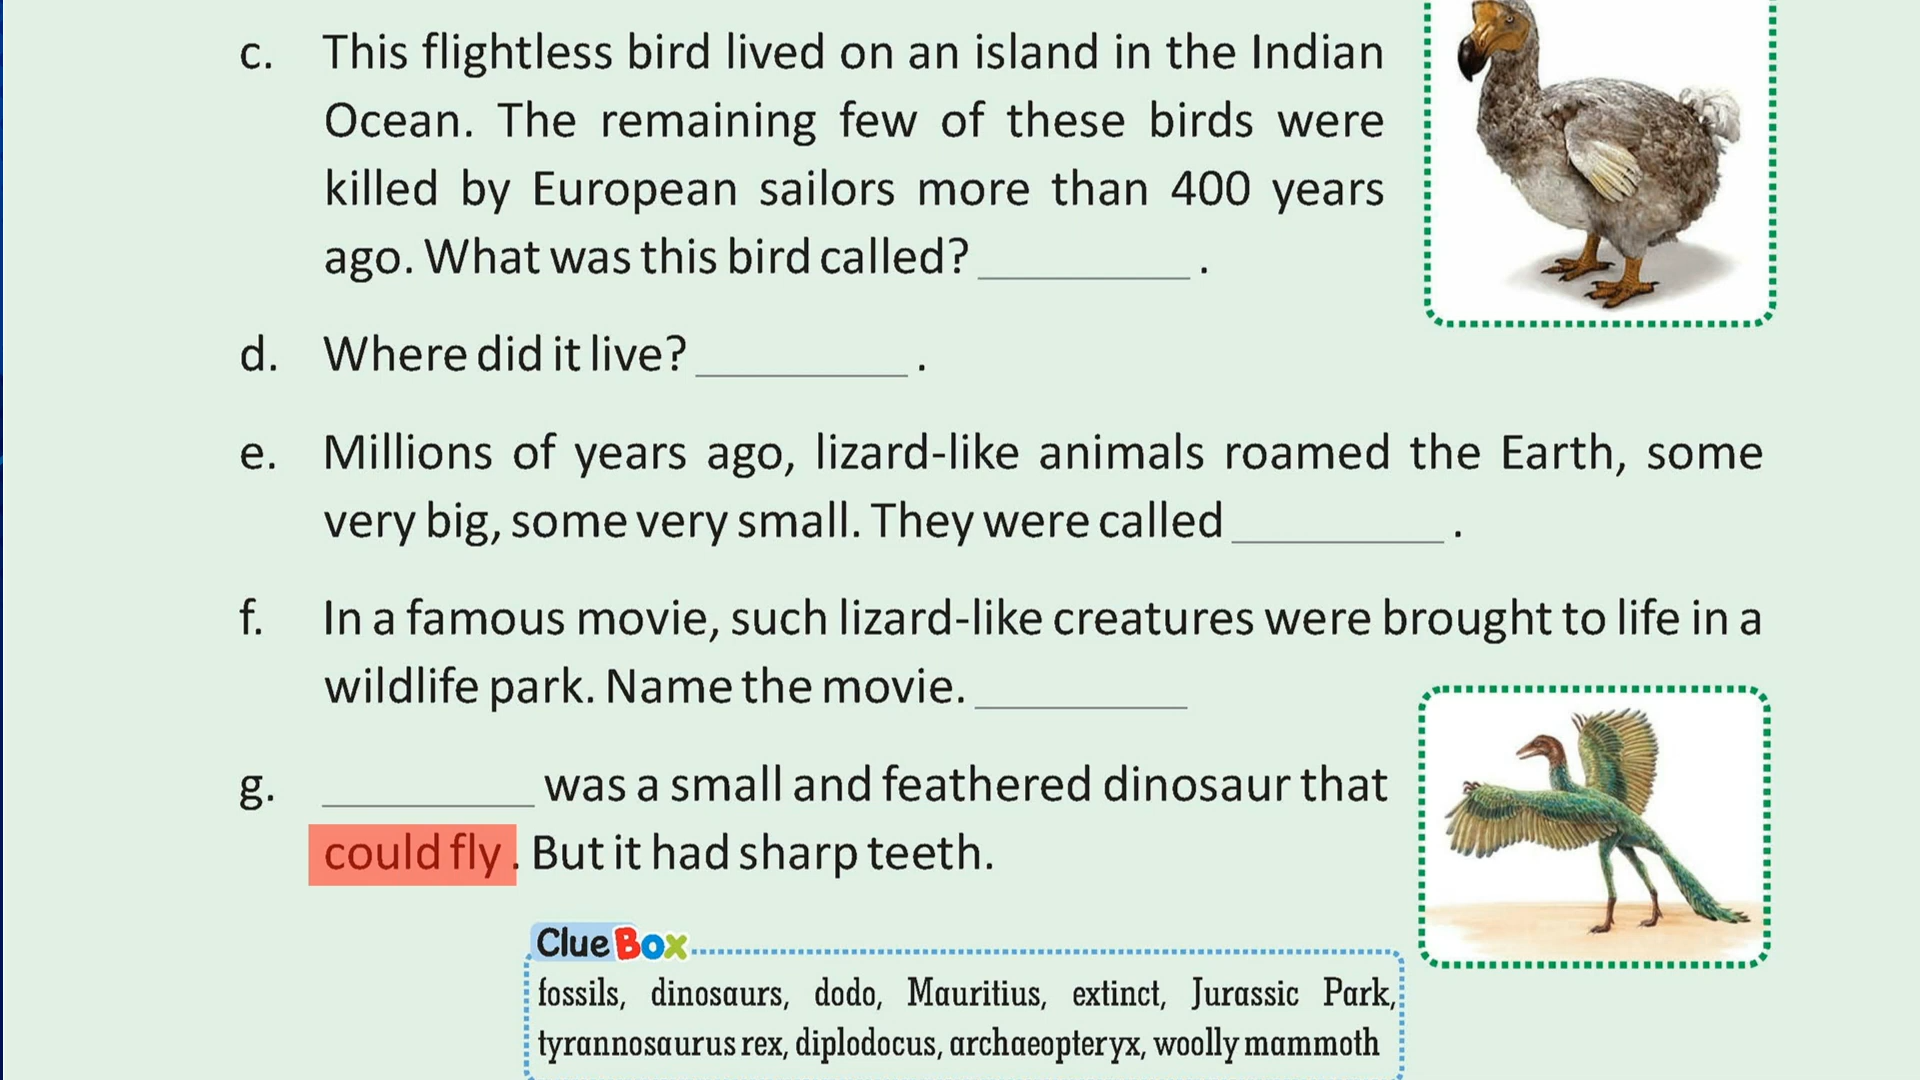 c. This flightless bird lived on an island in the Indian
Ocean. The remaining few of these birds were
killed by European sailors more than 400 years
ago. What was this bird called? __________ .
d. Where did it live? __________ .
e. Millions of years ago, lizard-like animals roamed the Earth, some
very big, some very small. They were called __________ .
f. In a famous movie, such lizard-like creatures were brought to life in a
wildlife park. Name the movie. __________
g. __________ was a small and feathered dinosaur that
could fly. But it had sharp teeth.
Clue Box
fossils, dinosaurs, dodo, Mauritius, extinct, Jurassic Park,
tyrannosaurus rex, diplodocus, archaeopteryx, woolly mammoth